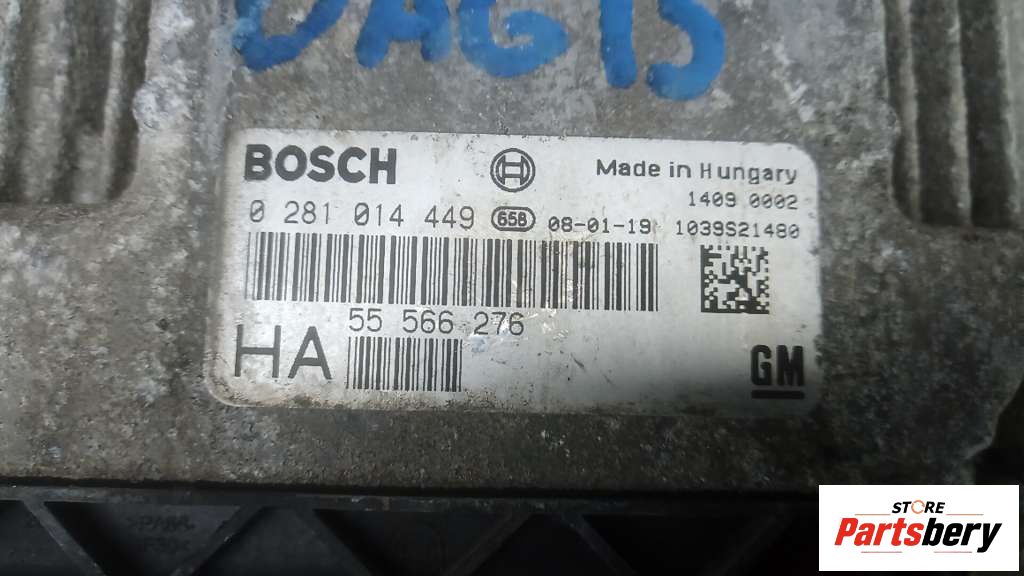 BOSCH
Made in Hungary
1409 0002
0 281 014 449 658 08-01-19 1039S21480
55 566 276
HA
GM
STORE
Partsbery